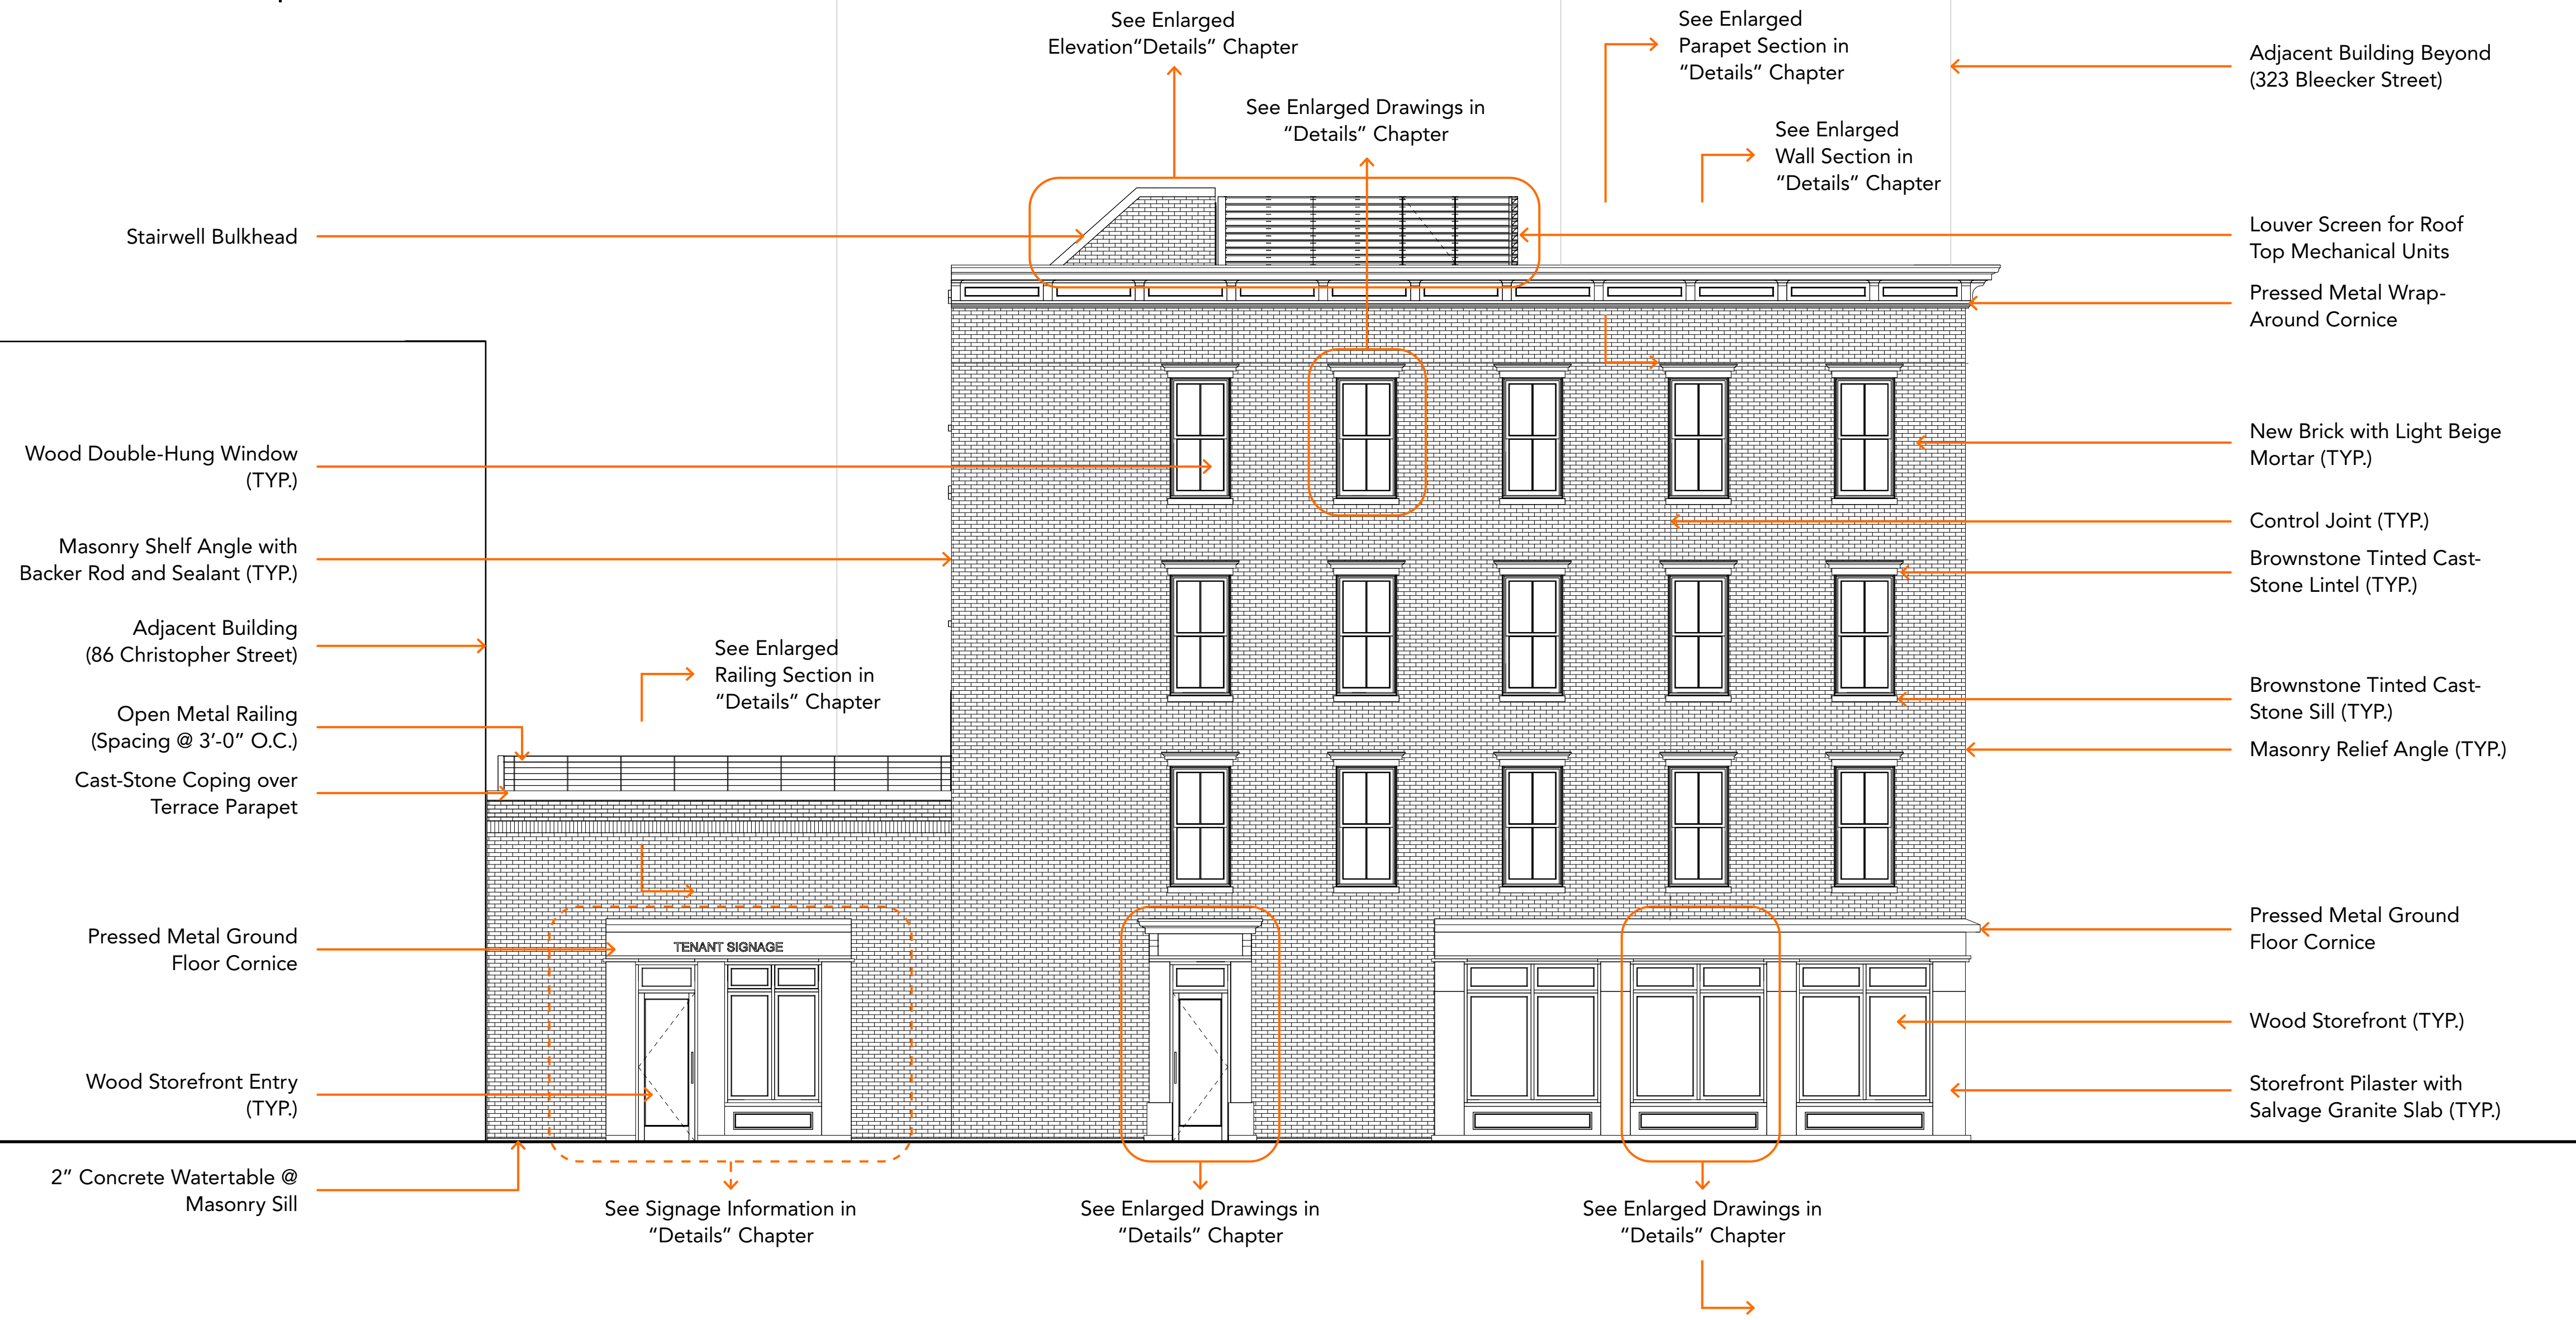 See Enlarged
Elevation“Details” Chapter
See Enlarged Drawings in
“Details” Chapter
See Enlarged
Parapet Section in
“Details” Chapter
See Enlarged
Wall Section in
“Details” Chapter
Adjacent Building Beyond
(323 Bleecker Street)
Stairwell Bulkhead
Louver Screen for Roof
Top Mechanical Units
Pressed Metal Wrap-
Around Cornice
Wood Double-Hung Window
(TYP.)
New Brick with Light Beige
Mortar (TYP.)
Control Joint (TYP.)
Masonry Shelf Angle with
Backer Rod and Sealant (TYP.)
Brownstone Tinted Cast-
Stone Lintel (TYP.)
Adjacent Building
(86 Christopher Street)
See Enlarged
Railing Section in
“Details” Chapter
Brownstone Tinted Cast-
Stone Sill (TYP.)
Open Metal Railing
(Spacing @ 3’-0” O.C.)
Masonry Relief Angle (TYP.)
Cast-Stone Coping over
Terrace Parapet
Pressed Metal Ground
Floor Cornice
TENANT SIGNAGE
Pressed Metal Ground
Floor Cornice
Wood Storefront (TYP.)
Wood Storefront Entry
(TYP.)
Storefront Pilaster with
Salvage Granite Slab (TYP.)
2” Concrete Watertable @
Masonry Sill
See Signage Information in
“Details” Chapter
See Enlarged Drawings in
“Details” Chapter
See Enlarged Drawings in
“Details” Chapter